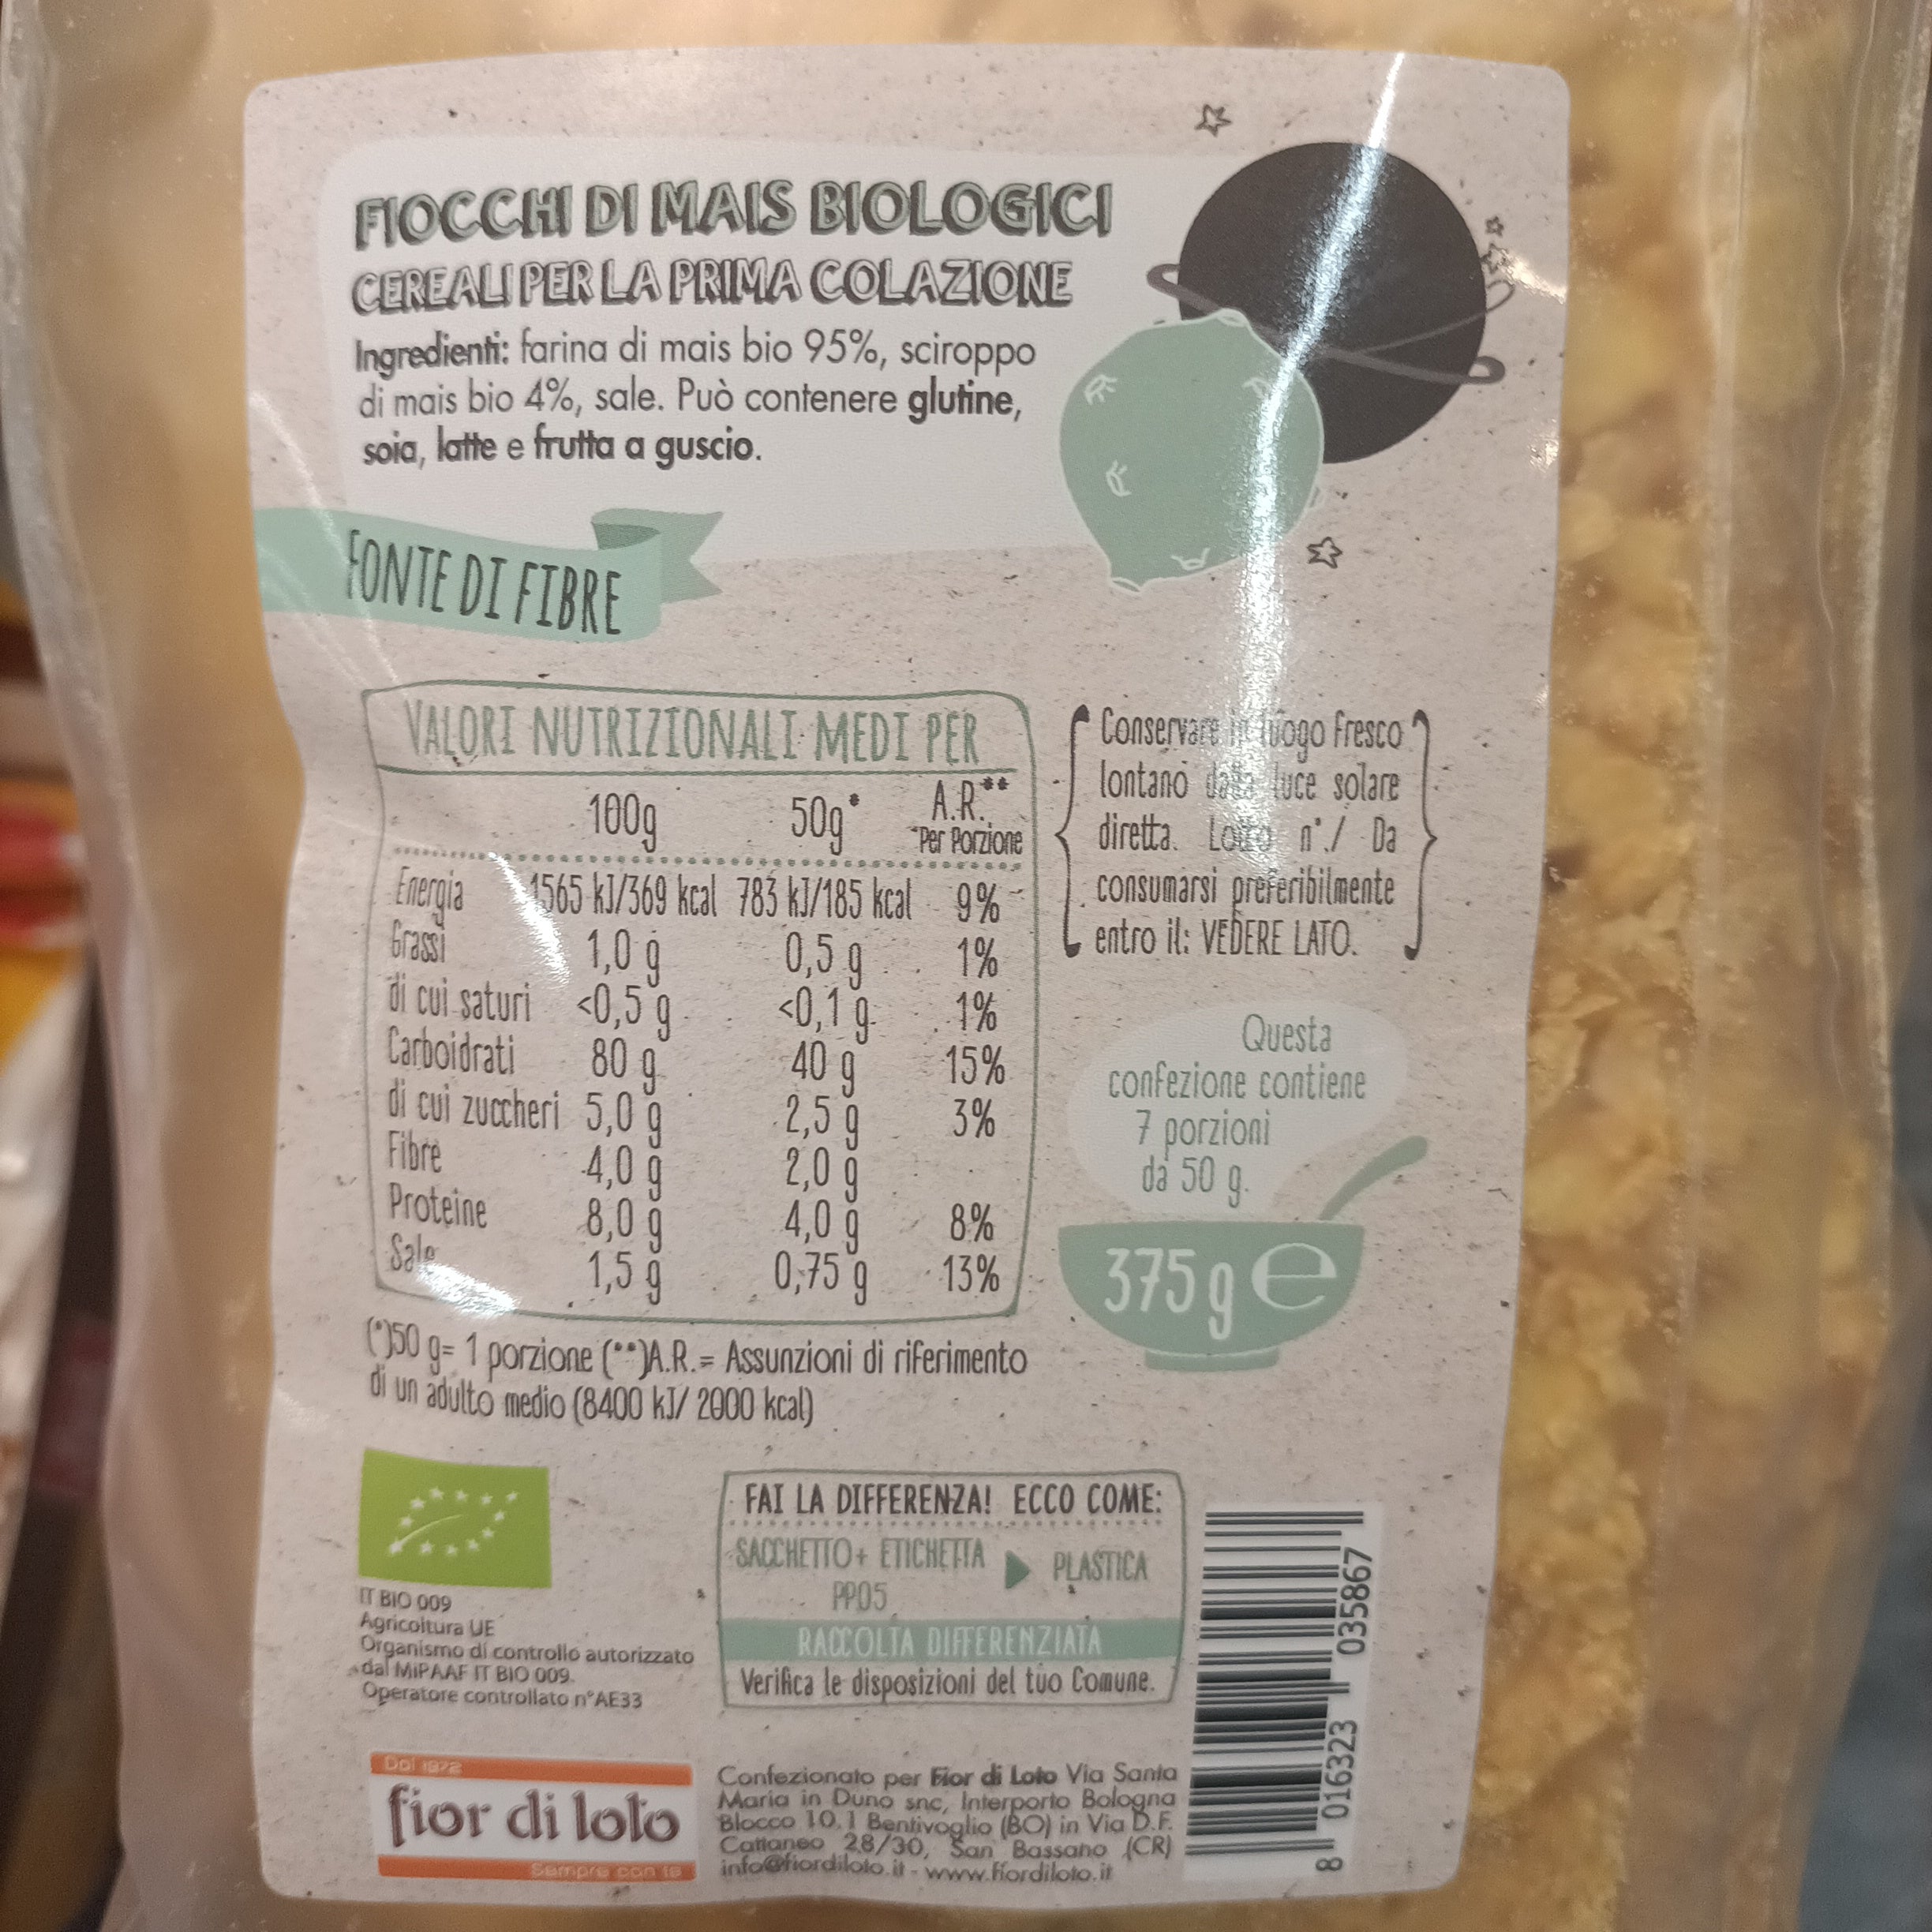 FIOCCHI DI MAIS BIOLOGICI
CEREALI PER LA PRIMA COLAZIONE
Ingredienti: farina di mais bio 95%, sciroppo
di mais bio 4%, sale. Può contenere glutine,
soia, latte e frutta a guscio.
FONTE DI FIBRE
VALORI NUTRIZIONALI MEDI PER
100g 50g* A.R.**
Per Porzione
Energia 1565 kJ/369 kcal 783 kJ/185 kcal 9%
Grassi 1,0 g 0,5 g 1%
di cui saturi <0,5 g <0,1 g 1%
Carboidrati 80 g 40 g 15%
di cui zuccheri 5,0 g 2,5 g 3%
Fibre 4,0 g 2,0 g
Proteine 8,0 g 4,0 g 8%
Sale 1,5 g 0,75 g 13%
(*)50 g= 1 porzione (**)A.R.= Assunzioni di riferimento
di un adulto medio (8400 kJ/ 2000 kcal)
Conservare in luogo fresco
lontano dalla luce solare
diretta. Lotto n°./ Da
consumarsi preferibilmente
entro il: VEDERE LATO.
Questa
confezione contiene
7 porzioni
da 50 g.
375 g e
IT BIO 009
Agricoltura UE
Organismo di controllo autorizzato
dal MiPAAF IT BIO 009.
Operatore controllato n°AE33
FAI LA DIFFERENZA! ECCO COME:
SACCHETTO+ ETICHETTA PLASTICA
PP05
RACCOLTA DIFFERENZIATA
Verifica le disposizioni del tuo Comune.
Dal 1972
fior di loto
Sempre con te
Confezionato per Fior di Loto Via Santa
Maria in Duno snc, Interporto Bologna
Blocco 10.1 Bentivoglio (BO) in Via D.F.
Cattaneo 28/30, San Bassano (CR)
info@fiordiloto.it - www.fiordiloto.it
8 016323 035867